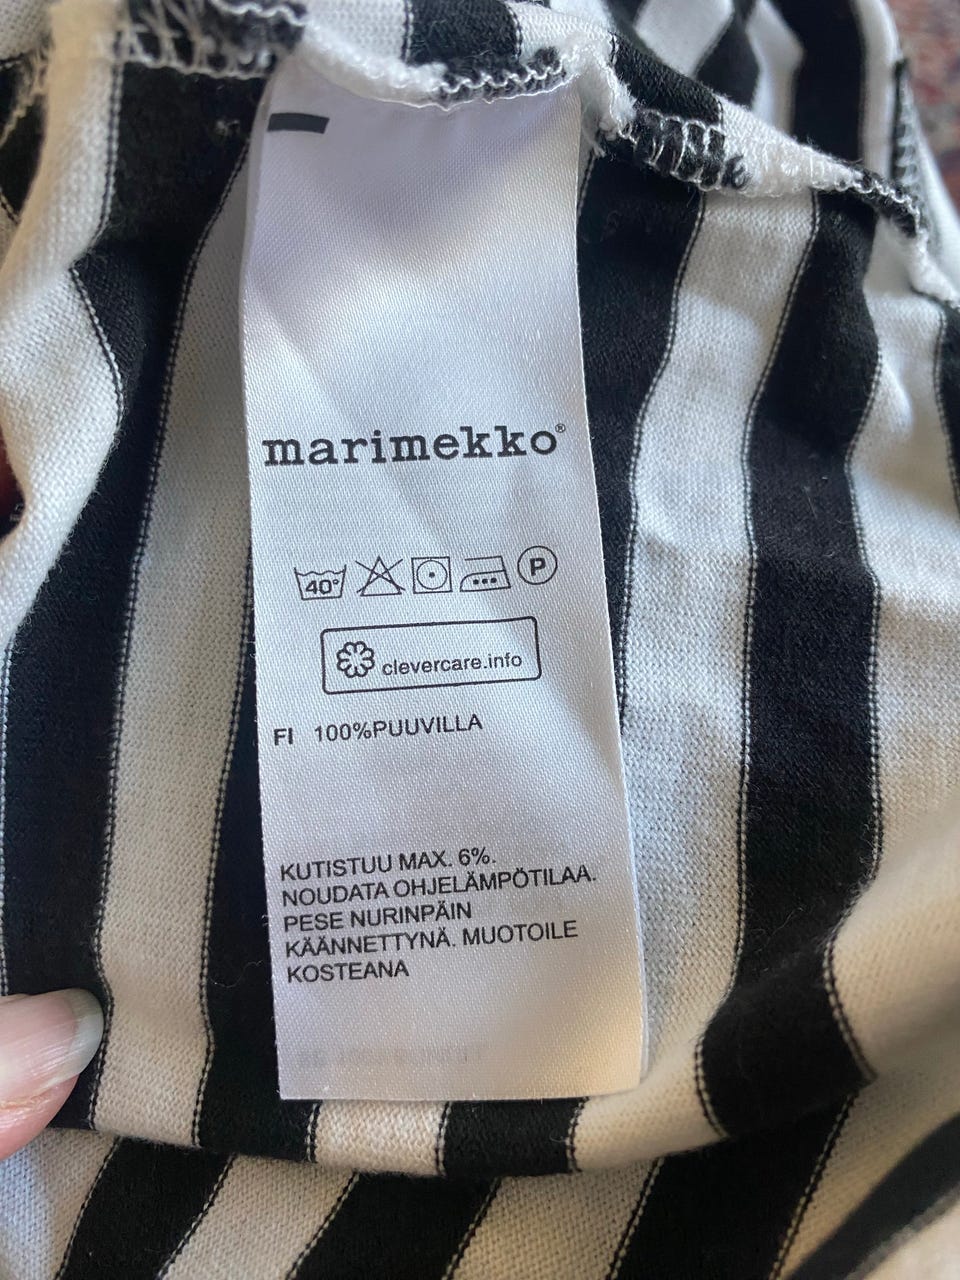 marimekko®
40° P
clevercare.info
FI 100%PUUVILLA
KUTISTUU MAX. 6%.
NOUDATA OHJELÄMPÖTILAA.
PESE NURINPÄIN
KÄÄNNETTYNÄ. MUOTOILE
KOSTEANA